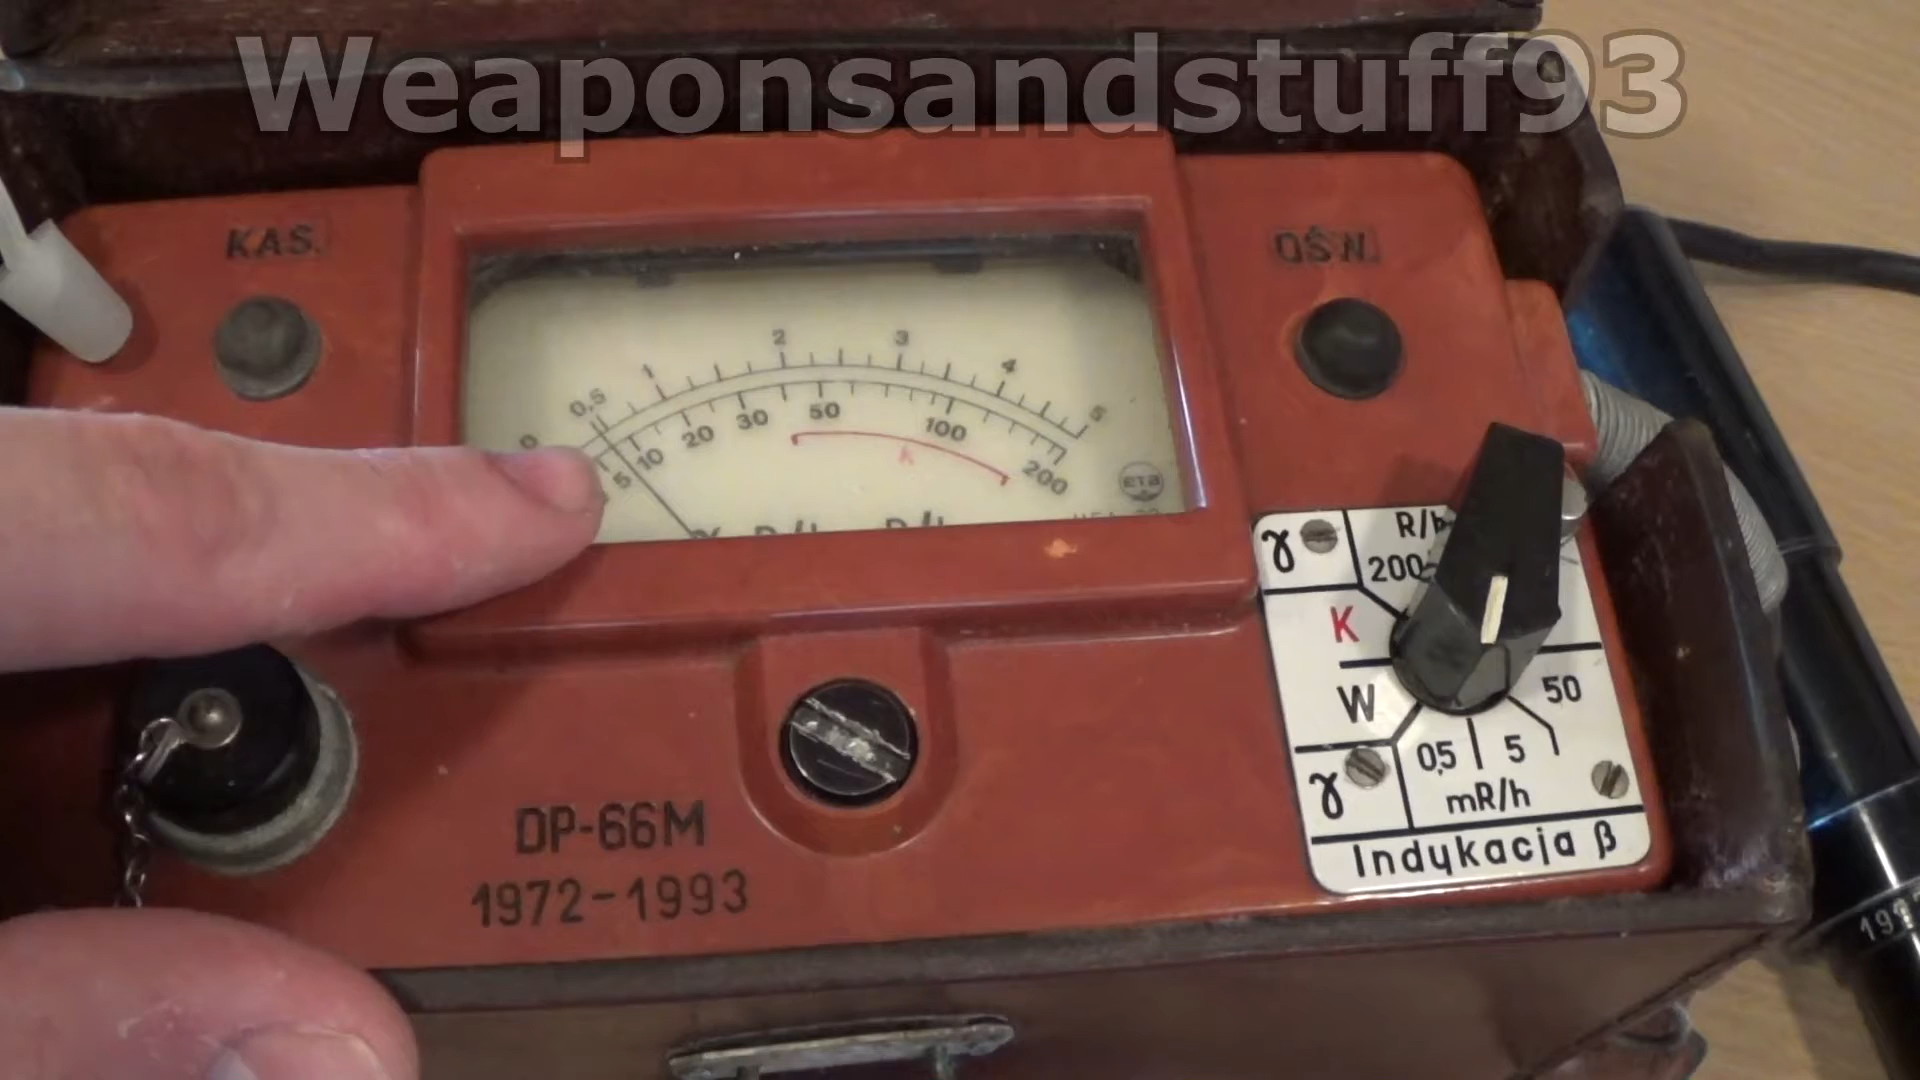 Weaponsandstuff93
KAS.
OŚW.
0 0,5 1 2 3 4 5
5 10 20 30 50 100 200
k
ETA
γ
200
K
W
50
0,5 5
γ
mR/h
Indykacja β
DP-66M
1972-1993